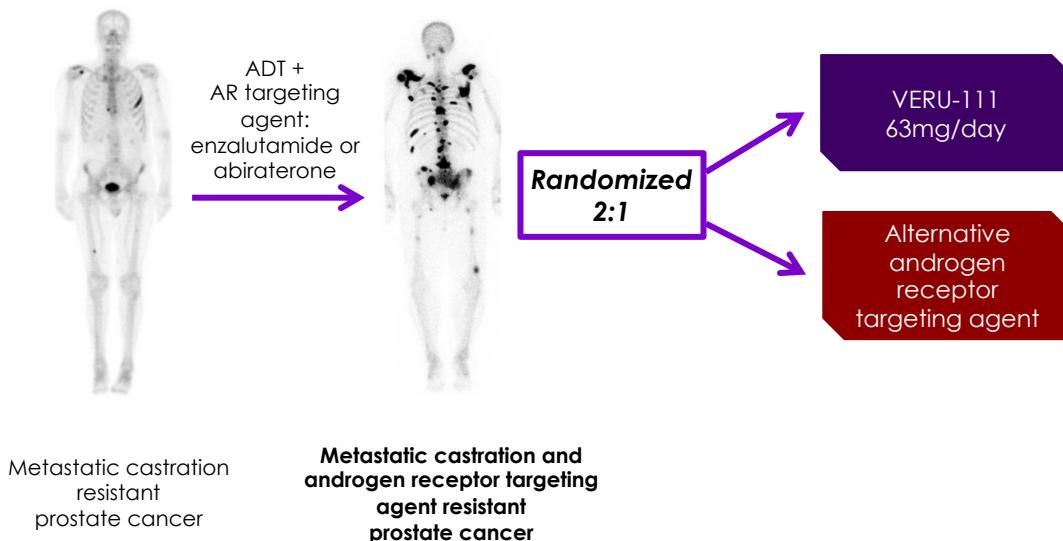 ADT +
AR targeting
agent:
enzalutamide or
abiraterone
Randomized
2:1
VERU-111
63mg/day
Alternative
androgen
receptor
targeting agent
Metastatic castration
resistant
prostate cancer
Metastatic castration and
androgen receptor targeting
agent resistant
prostate cancer